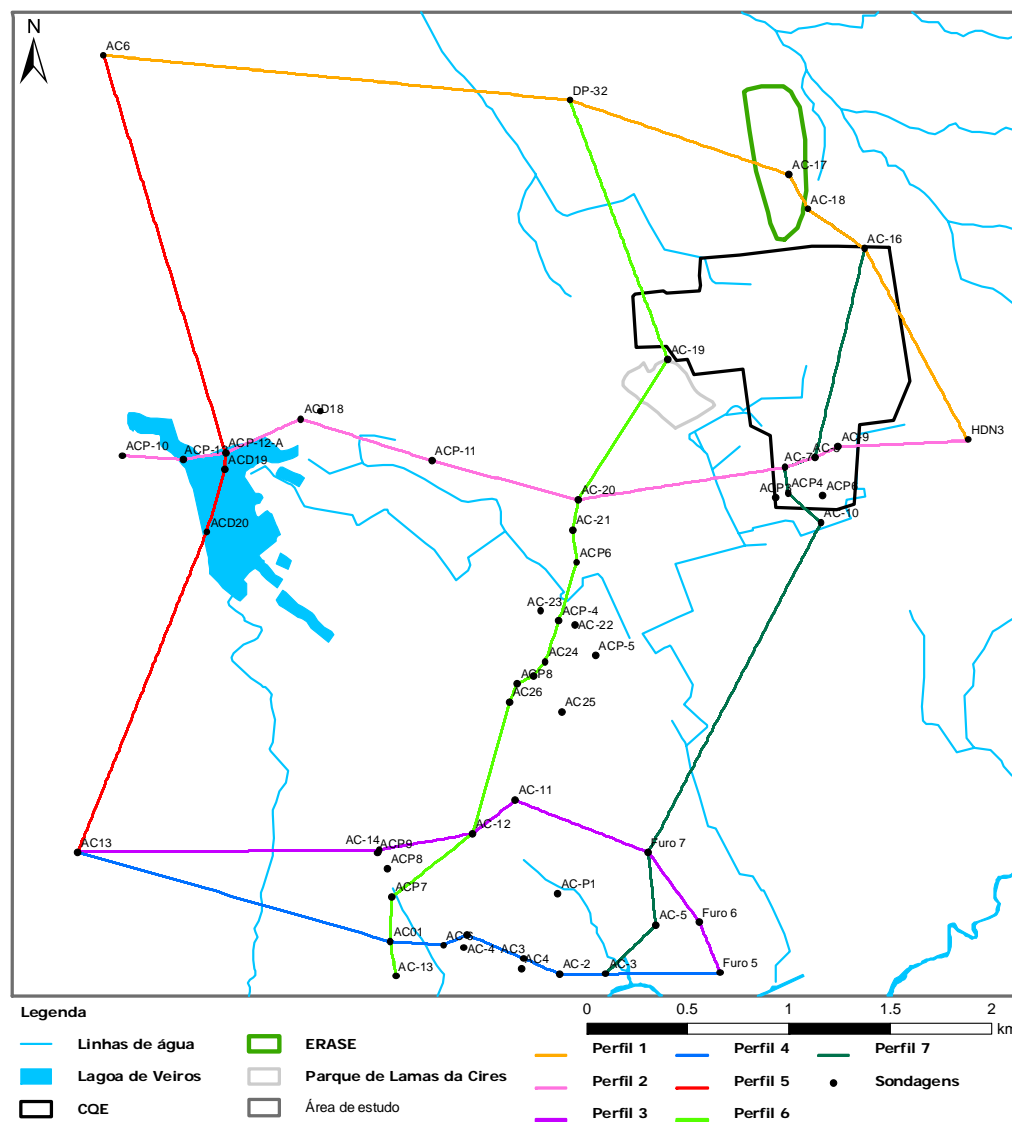 N
AC6
DP-32
AC-17
AC-18
AC-16
AC-19
ACD18
ACP-12-A
HDN3
AC-9
ACP-10
ACP-11
AC-7
ACD19
ACP4
AC-20
AC-10
AC-21
ACD20
ACP6
AC-23
ACP-4
AC-22
AC24
ACP-5
ACP8
AC26
AC25
AC-11
AC-12
AC13
AC-14
ACP9
Furo 7
ACP8
ACP7
AC-P1
AC-5
Furo 6
AC01
AC-4
AC3
AC4
AC-2
AC-3
Furo 5
AC-13
Legenda
0 0.5 1 1.5 2
km
Linhas de água
ERASE
Perfil 1
Perfil 4
Perfil 7
Lagoa de Veiros
Parque de Lamas da Cires
Perfil 2
Perfil 5
Sondagens
CQE
Área de estudo
Perfil 3
Perfil 6